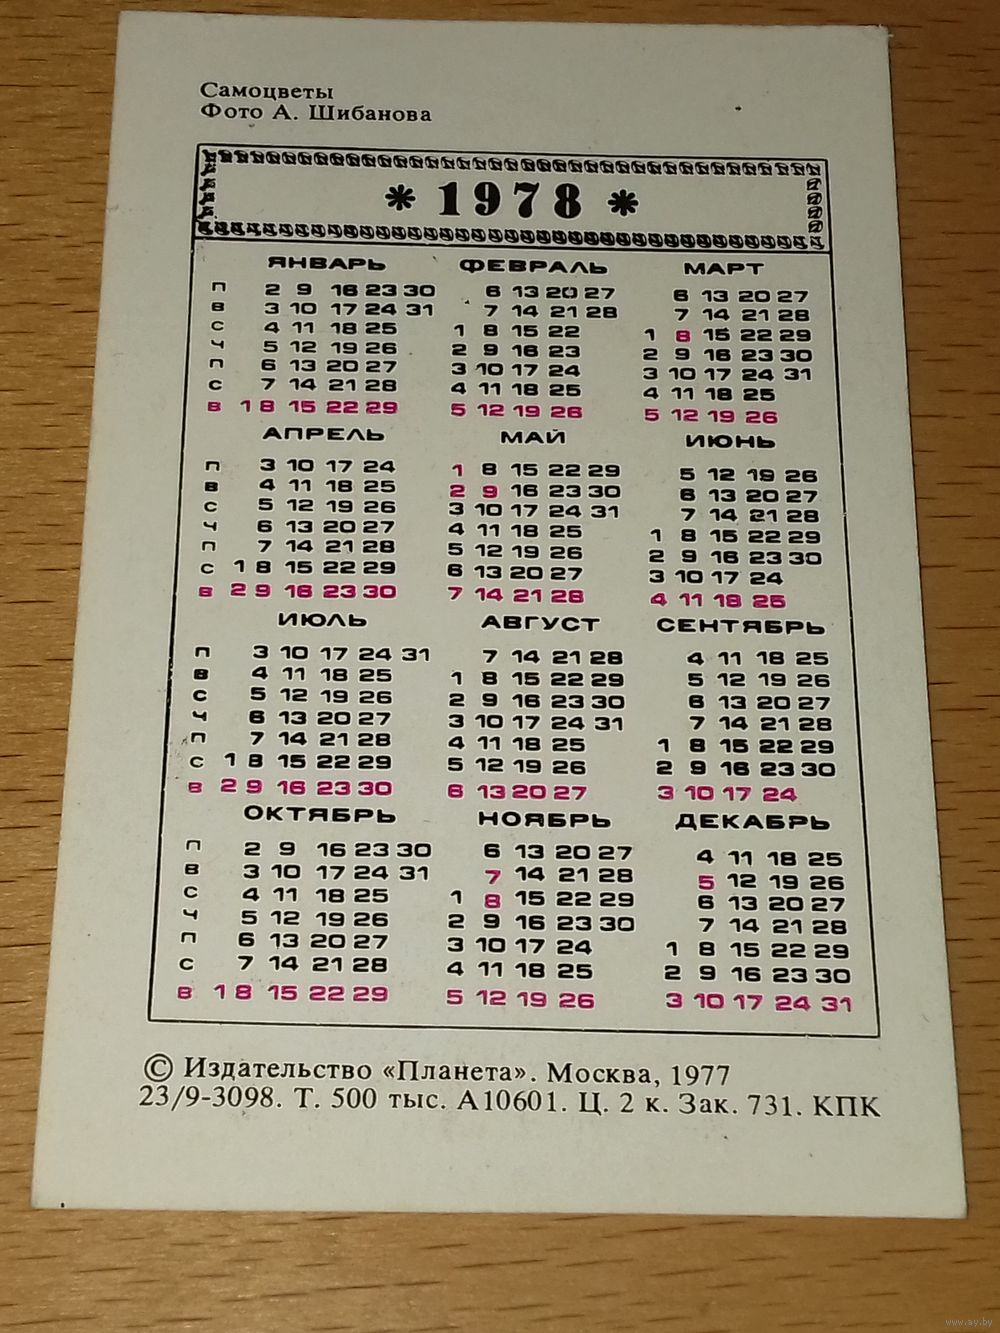 Самоцветы
Фото А. Шибанова
* 1978 *
ЯНВАРЬ ФЕВРАЛЬ МАРТ
П 2 9 16 23 30 6 13 20 27 6 13 20 27
В 3 10 17 24 31 7 14 21 28 7 14 21 28
С 4 11 18 25 1 8 15 22 1 8 15 22 29
Ч 5 12 19 26 2 9 16 23 2 9 16 23 30
П 6 13 20 27 3 10 17 24 3 10 17 24 31
С 7 14 21 28 4 11 18 25 4 11 18 25
В 1 8 15 22 29 5 12 19 26 5 12 19 26
АПРЕЛЬ МАЙ ИЮНЬ
П 3 10 17 24 1 8 15 22 29 5 12 19 26
В 4 11 18 25 2 9 16 23 30 6 13 20 27
С 5 12 19 26 3 10 17 24 31 7 14 21 28
Ч 6 13 20 27 4 11 18 25 1 8 15 22 29
П 7 14 21 28 5 12 19 26 2 9 16 23 30
С 1 8 15 22 29 6 13 20 27 3 10 17 24
В 2 9 16 23 30 7 14 21 28 4 11 18 25
ИЮЛЬ АВГУСТ СЕНТЯБРЬ
П 3 10 17 24 31 7 14 21 28 4 11 18 25
В 4 11 18 25 1 8 15 22 29 5 12 19 26
С 5 12 19 26 2 9 16 23 30 6 13 20 27
Ч 6 13 20 27 3 10 17 24 31 7 14 21 28
П 7 14 21 28 4 11 18 25 1 8 15 22 29
С 1 8 15 22 29 5 12 19 26 2 9 16 23 30
В 2 9 16 23 30 6 13 20 27 3 10 17 24
ОКТЯБРЬ НОЯБРЬ ДЕКАБРЬ
П 2 9 16 23 30 6 13 20 27 4 11 18 25
В 3 10 17 24 31 7 14 21 28 5 12 19 26
С 4 11 18 25 1 8 15 22 29 6 13 20 27
Ч 5 12 19 26 2 9 16 23 30 7 14 21 28
П 6 13 20 27 3 10 17 24 1 8 15 22 29
С 7 14 21 28 4 11 18 25 2 9 16 23 30
В 1 8 15 22 29 5 12 19 26 3 10 17 24 31
© Издательство «Планета». Москва, 1977
23/9-3098. Т. 500 тыс. А10601. Ц. 2 к. Зак. 731. КПК
www.ay.by